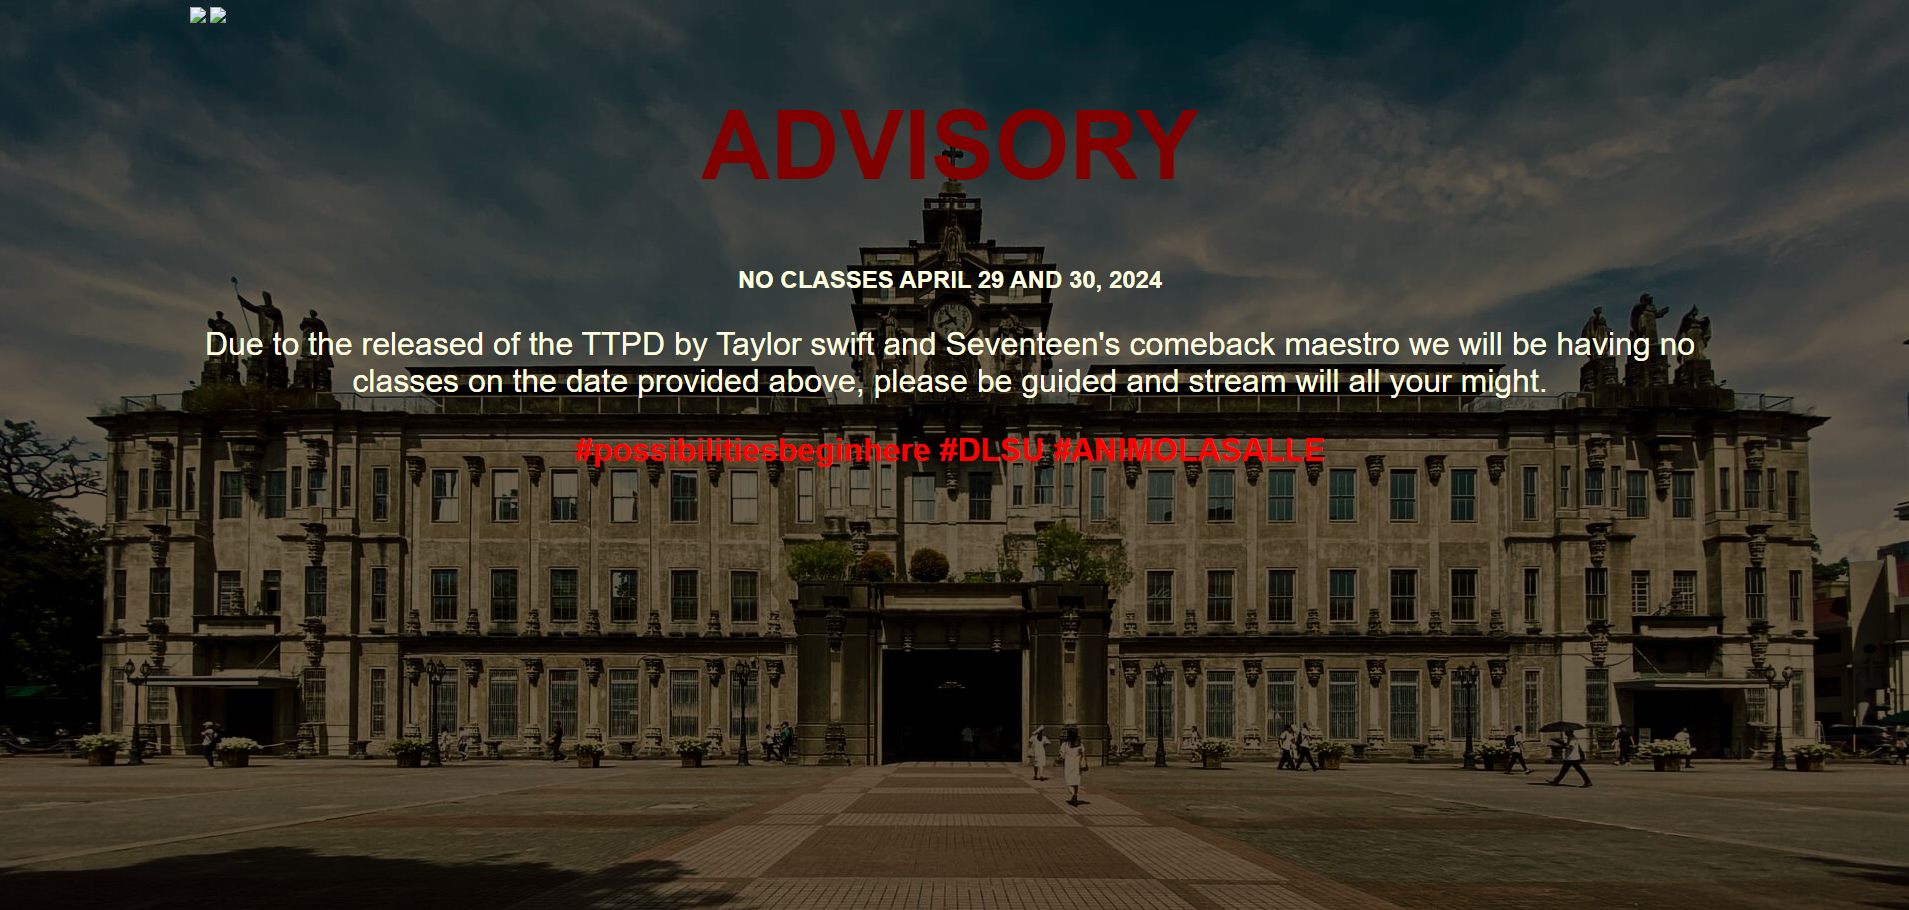 ADVISORY
NO CLASSES APRIL 29 AND 30, 2024
Due to the released of the TTPD by Taylor swift and Seventeen's comeback maestro we will be having no
classes on the date provided above, please be guided and stream will all your might.
#possibilitiesbeginhere #DLSU #ANIMOLASALLE